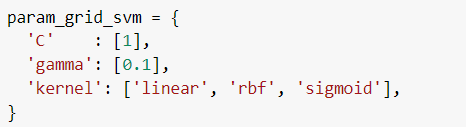 param_grid_svm = {
  'C'    : [1],
  'gamma': [0.1],
  'kernel': ['linear', 'rbf', 'sigmoid'],
}